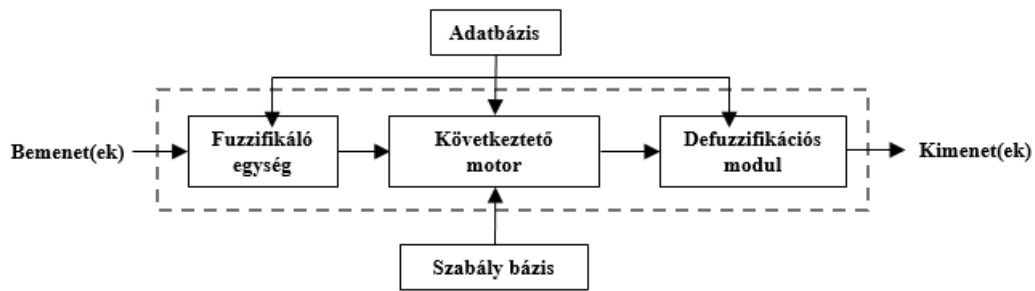 Adatbázis
Bemenet(ek)
Fuzzifikáló
egység
Következtető
motor
Defuzzifikációs
modul
Kimenet(ek)
Szabály bázis